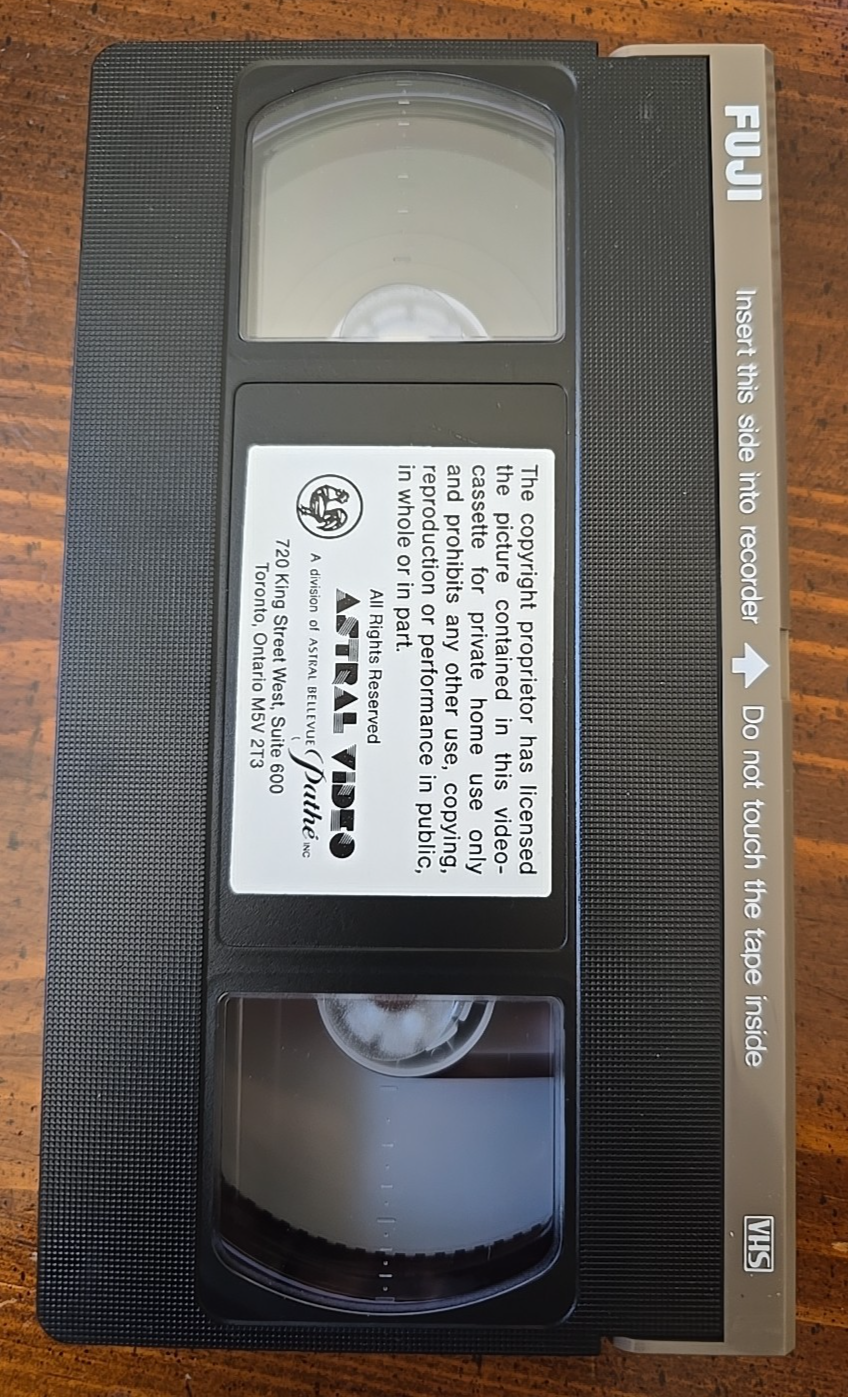 FUJI
Insert this side into recorder
Do not touch the tape inside
VHS
The copyright proprietor has licensed
the picture contained in this video-
cassette for private home use only
and prohibits any other use, copying,
reproduction or performance in public,
in whole or in part.
All Rights Reserved
ASTRAL VIDEO
A division of ASTRAL BELLEVUE Pathé INC
720 King Street West, Suite 600
Toronto, Ontario M5V 2T3